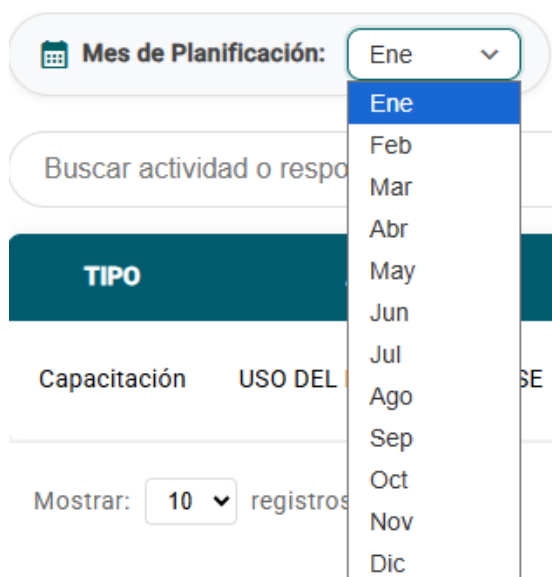 Mes de Planificación: Ene
Ene
Feb
Buscar actividad o respo
Mar
Abr
May
TIPO
Jun
Jul
Capacitación USO DEL SE
Ago
Sep
Oct
Mostrar: 10 registros
Nov
Dic